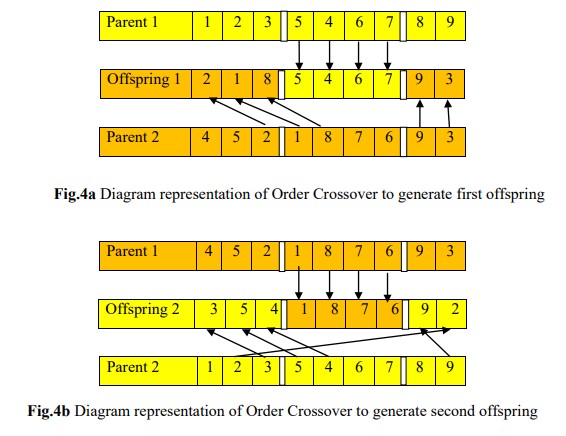 Parent 1 1 2 3 5 4 6 7 8 9
Offspring 1 2 1 8 5 4 6 7 9 3
Parent 2 4 5 2 1 8 7 6 9 3
Fig.4a Diagram representation of Order Crossover to generate first offspring
Parent 1 4 5 2 1 8 7 6 9 3
Offspring 2 3 5 4 1 8 7 6 9 2
Parent 2 1 2 3 5 4 6 7 8 9
Fig.4b Diagram representation of Order Crossover to generate second offspring